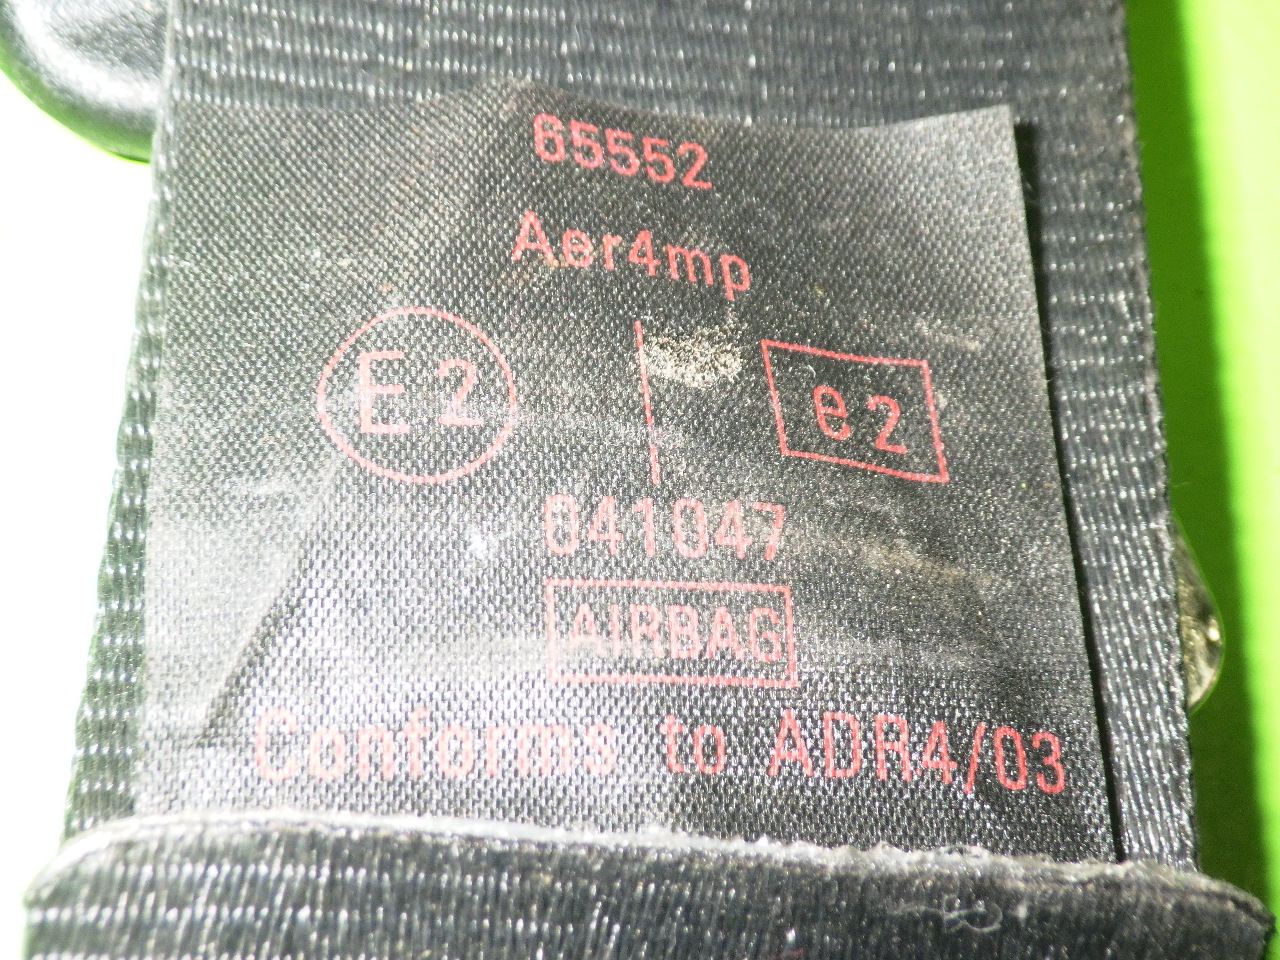 65552
Aer4mp
E2 e2
041047
AIRBAG
Conforms to ADR4/03